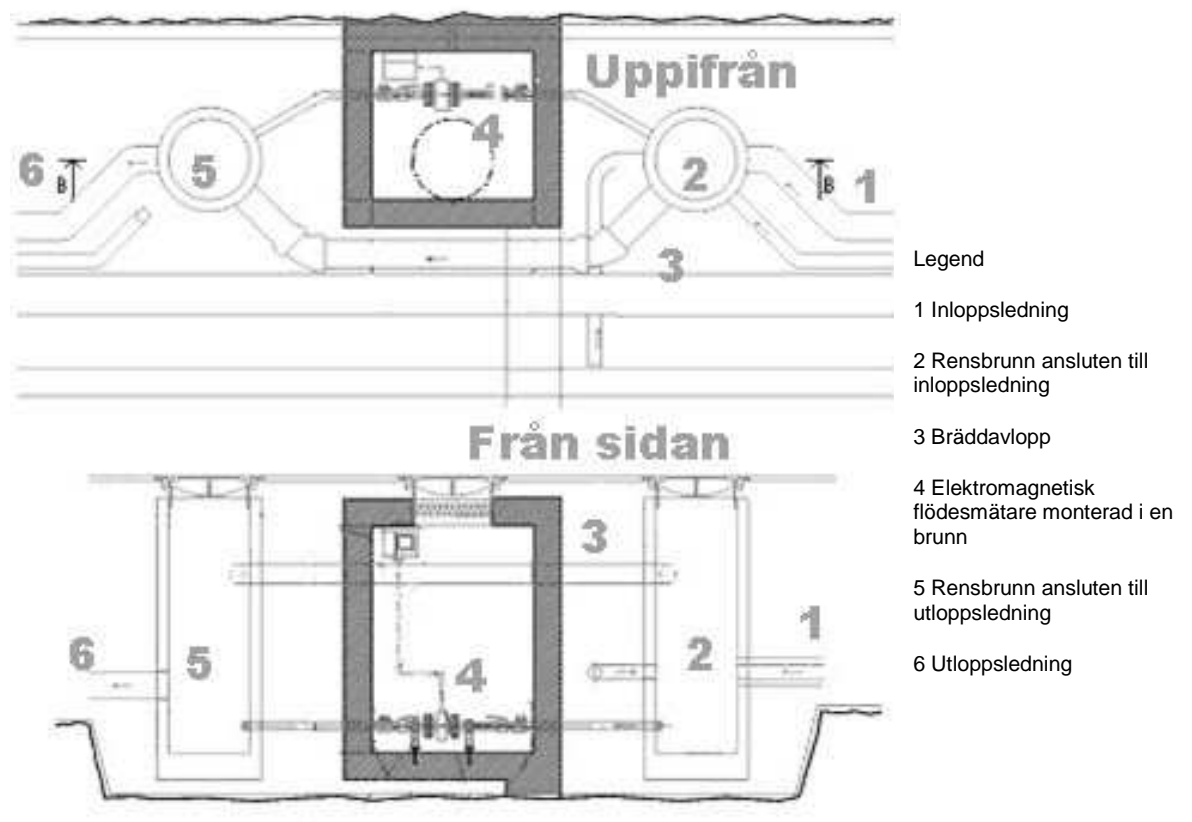 Uppifrån
4
6
B
5
2
B
1
3
Legend
1 Inloppsledning
2 Rensbrunn ansluten till
inloppsledning
3 Bräddavlopp
4 Elektromagnetisk
flödesmätare monterad i en
brunn
5 Rensbrunn ansluten till
utloppsledning
6 Utloppsledning
Från sidan
3
1
6
5
4
2